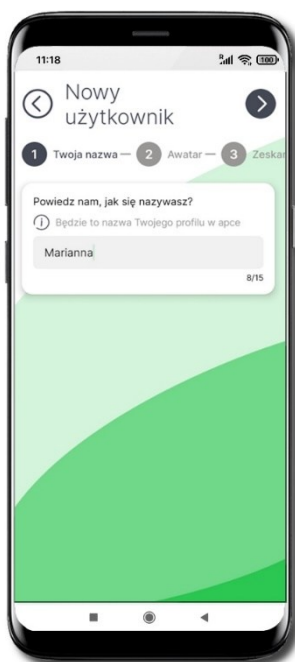 11:18
R
100
Nowy
użytkownik
1 Twoja nazwa — 2 Awatar — 3 Zeskan
Powiedz nam, jak się nazywasz?
i Będzie to nazwa Twojego profilu w apce
Marianna
8/15